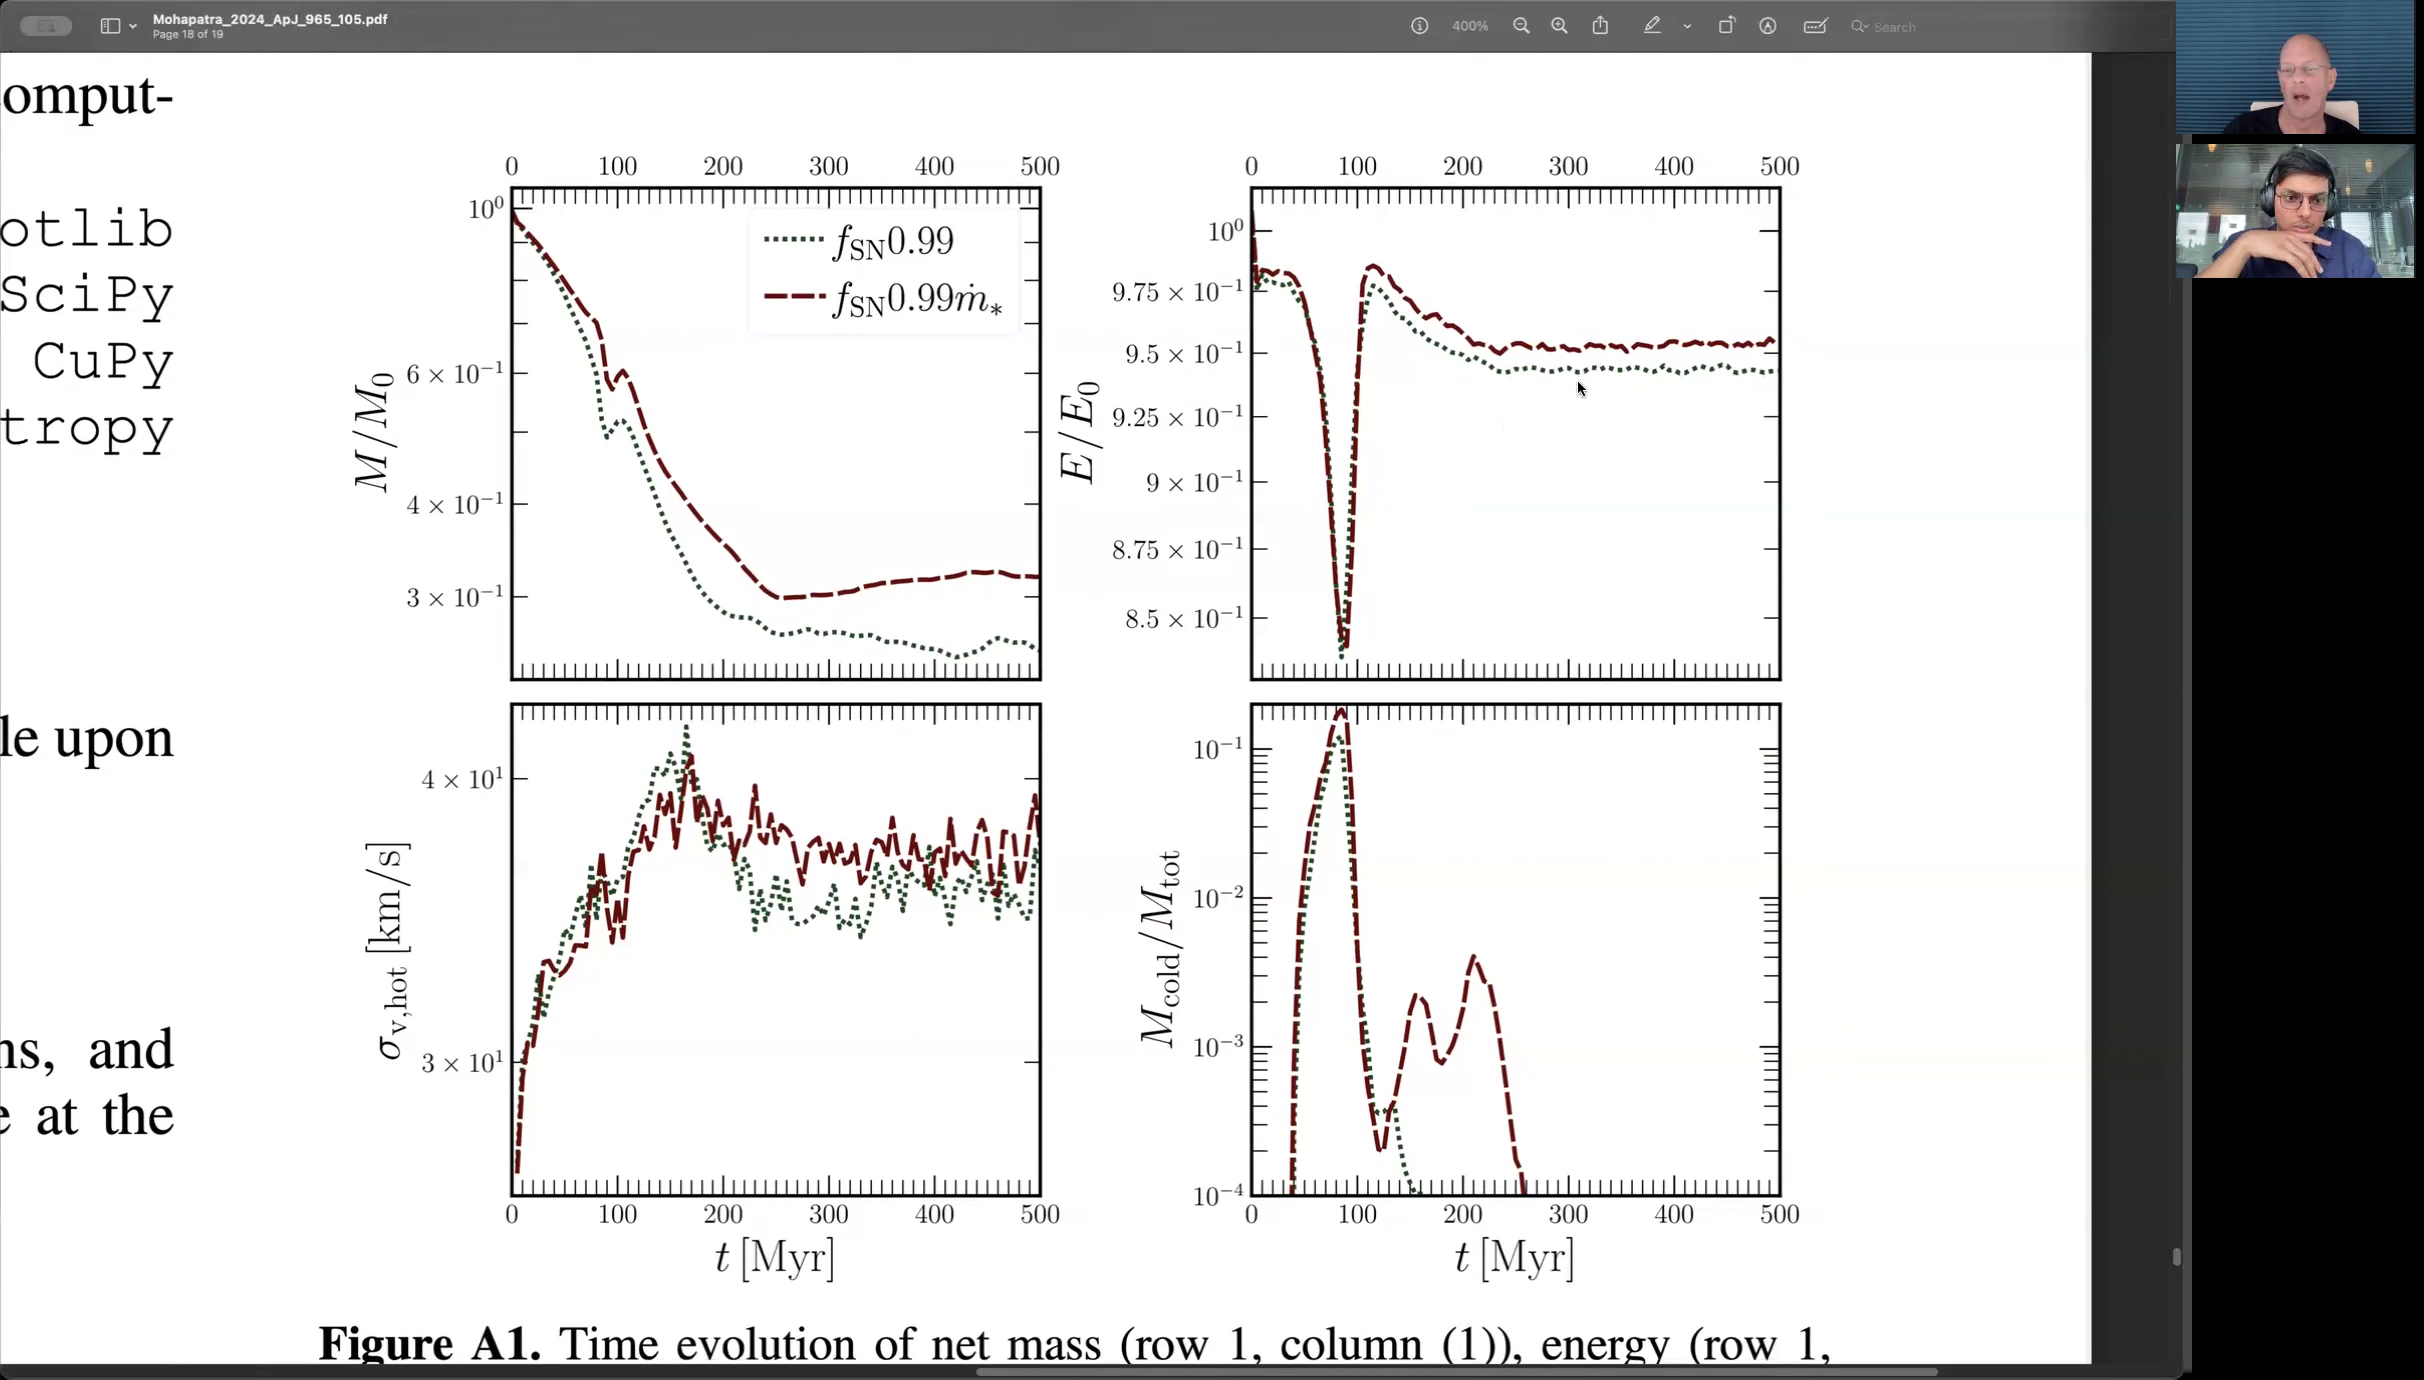 Mohapatra_2024_ApJ_965_105.pdf
Page 18 of 19
400%
Search
omput-
otlib
SciPy
CuPy
tropy
le upon
ns, and
e at the
0 100 200 300 400 500
10⁰
6 × 10⁻¹
4 × 10⁻¹
3 × 10⁻¹
M/M₀
f_SN0.99
f_SN0.99ṁ_*
0 100 200 300 400 500
10⁰
9.75 × 10⁻¹
9.5 × 10⁻¹
9.25 × 10⁻¹
9 × 10⁻¹
8.75 × 10⁻¹
8.5 × 10⁻¹
E/E₀
4 × 10¹
3 × 10¹
σ_v,hot [km/s]
0 100 200 300 400 500
t [Myr]
10⁻¹
10⁻²
10⁻³
10⁻⁴
M_cold/M_tot
0 100 200 300 400 500
t [Myr]
Figure A1. Time evolution of net mass (row 1, column (1)), energy (row 1,